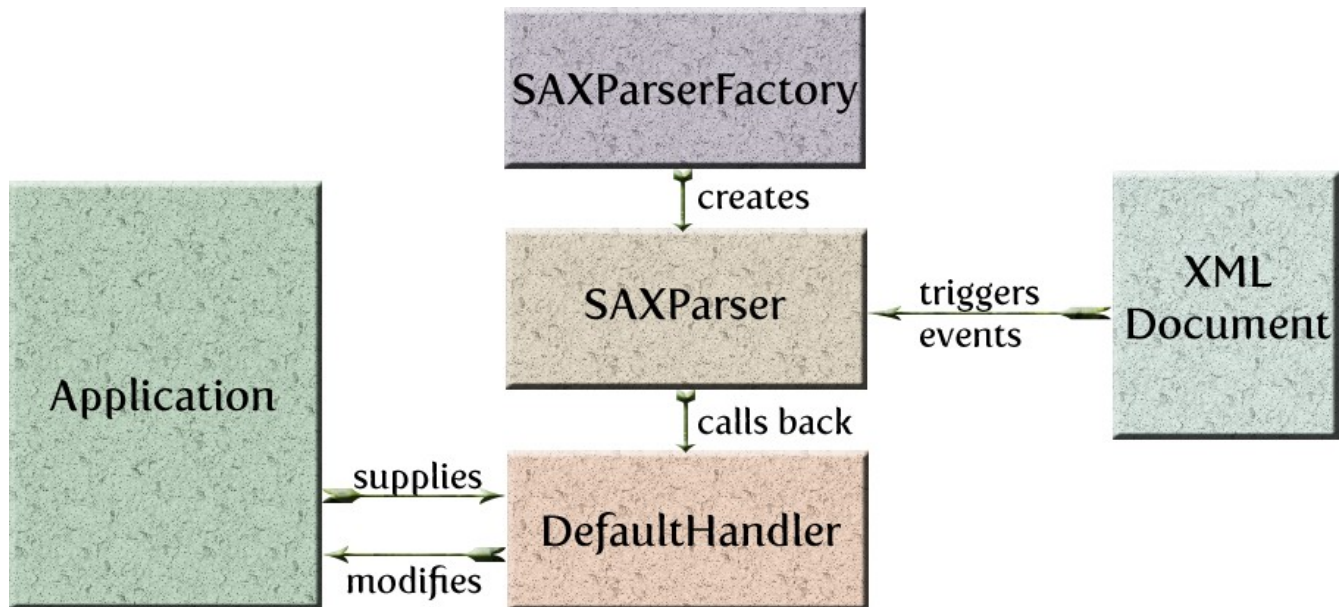 SAXParserFactory
creates
SAXParser
triggers
events
XML
Document
Application
calls back
supplies
DefaultHandler
modifies